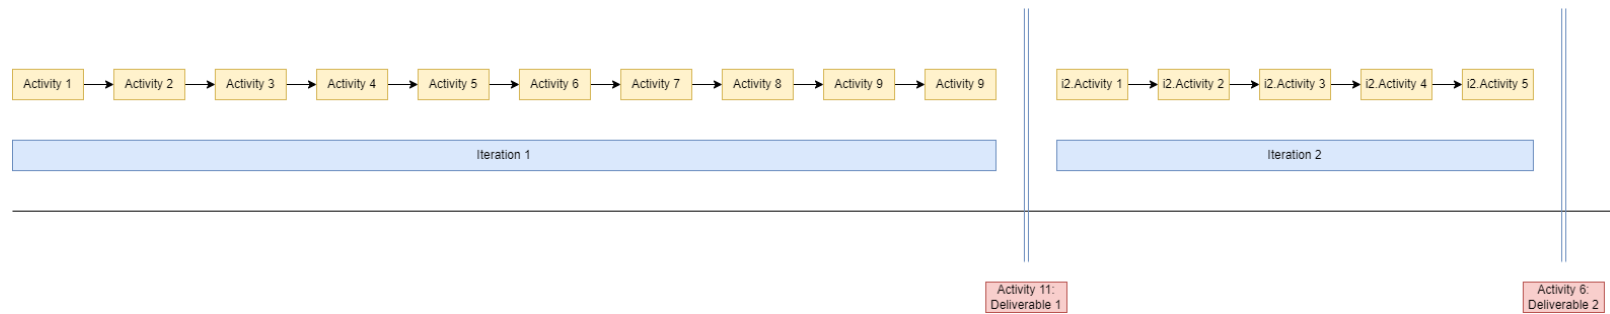 Activity 1
Activity 2
Activity 3
Activity 4
Activity 5
Activity 6
Activity 7
Activity 8
Activity 9
Activity 9
i2.Activity 1
i2.Activity 2
i2.Activity 3
i2.Activity 4
i2.Activity 5
Iteration 1
Iteration 2
Activity 11:
Deliverable 1
Activity 6:
Deliverable 2